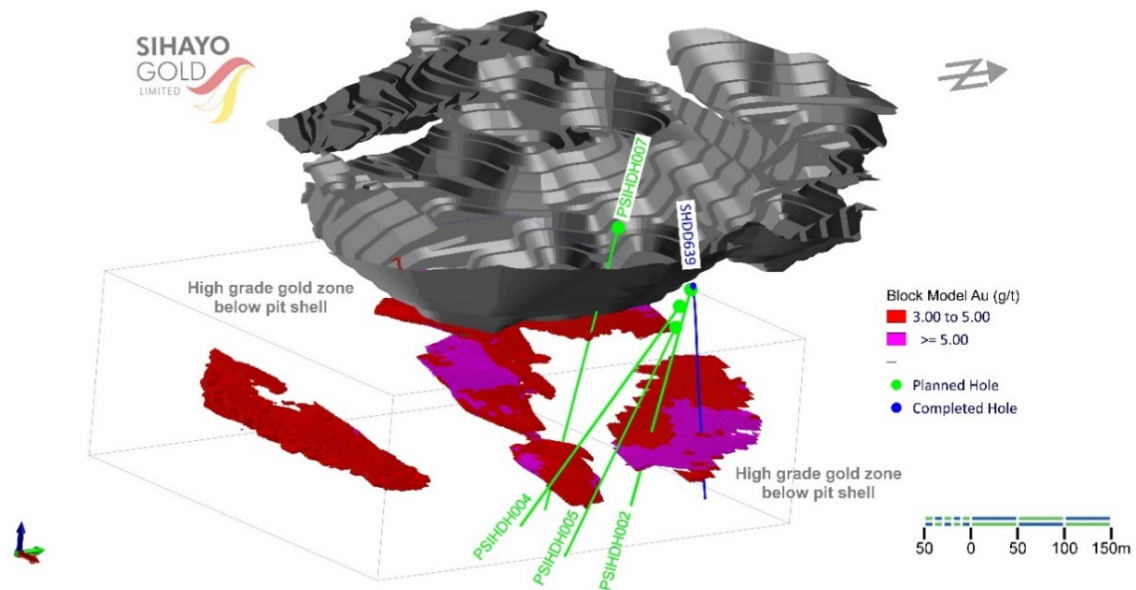 SIHAYO
GOLD
LIMITED
Z
PSIHDH007
SHDD639
High grade gold zone
below pit shell
Block Model Au (g/t)
3.00 to 5.00
>= 5.00
Planned Hole
Completed Hole
High grade gold zone
below pit shell
PSIHDH004
PSIHDH005
PSIHDH002
50 0 50 100 150m